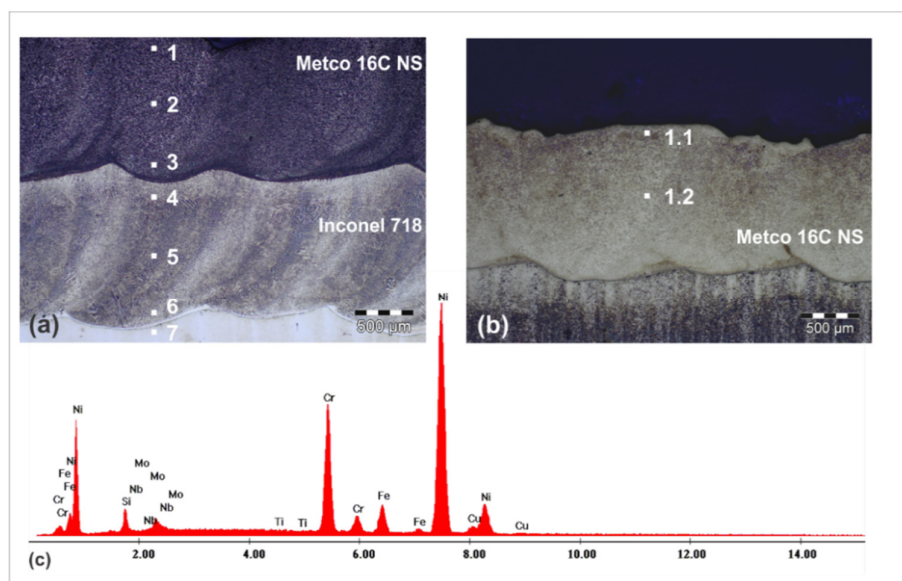 1
Metco 16C NS
2
3
4
Inconel 718
5
6
(a)
7
500 µm
1.1
1.2
Metco 16C NS
(b)
500 µm
Ni
Cr
Ni
Mo
Ni
Fe
Mo
Fe
Nb
Mo
Fe
Cr
Si
Nb
Cr
Ni
Cr
Nb
Ti
Ti
Fe
Cu
Cu
(c)
2.00 4.00 6.00 8.00 10.00 12.00 14.00